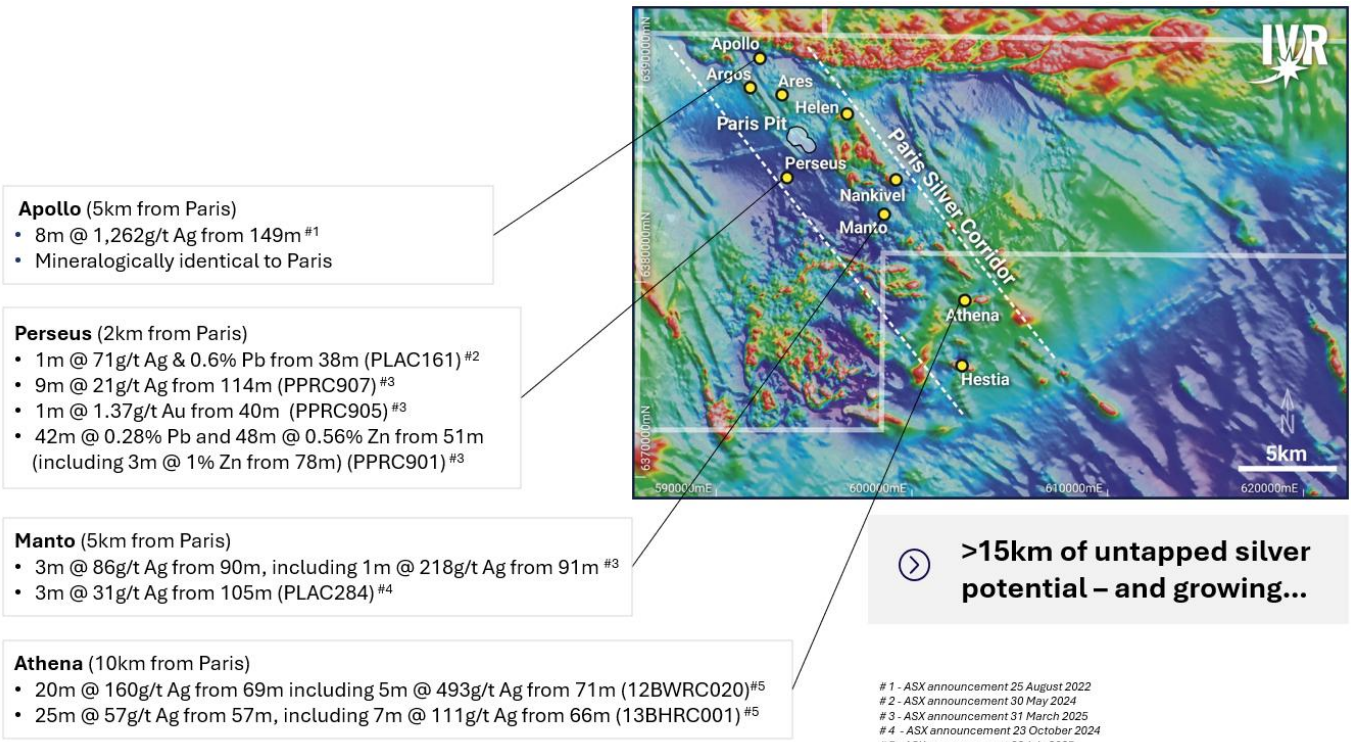 Apollo (5km from Paris)
• 8m @ 1,262g/t Ag from 149m #1
• Mineralogically identical to Paris
Perseus (2km from Paris)
• 1m @ 71g/t Ag & 0.6% Pb from 38m (PLAC161) #2
• 9m @ 21g/t Ag from 114m (PPRC907) #3
• 1m @ 1.37g/t Au from 40m (PPRC905) #3
• 42m @ 0.28% Pb and 48m @ 0.56% Zn from 51m
(including 3m @ 1% Zn from 78m) (PPRC901) #3
Manto (5km from Paris)
• 3m @ 86g/t Ag from 90m, including 1m @ 218g/t Ag from 91m #3
• 3m @ 31g/t Ag from 105m (PLAC284) #4
Athena (10km from Paris)
• 20m @ 160g/t Ag from 69m including 5m @ 493g/t Ag from 71m (12BWRC020)#5
• 25m @ 57g/t Ag from 57m, including 7m @ 111g/t Ag from 66m (13BHRC001) #5
IVR
Apollo
Argos
Ares
Helen
Paris Pit
Perseus
Nankivel
Manto
Paris Silver Corridor
Athena
Hestia
N
5km
6390000mN
6380000mN
6370000mN
590000mE
600000mE
610000mE
620000mE
>15km of untapped silver
potential – and growing...
# 1 - ASX announcement 25 August 2022
# 2 - ASX announcement 30 May 2024
# 3 - ASX announcement 31 March 2025
# 4 - ASX announcement 23 October 2024